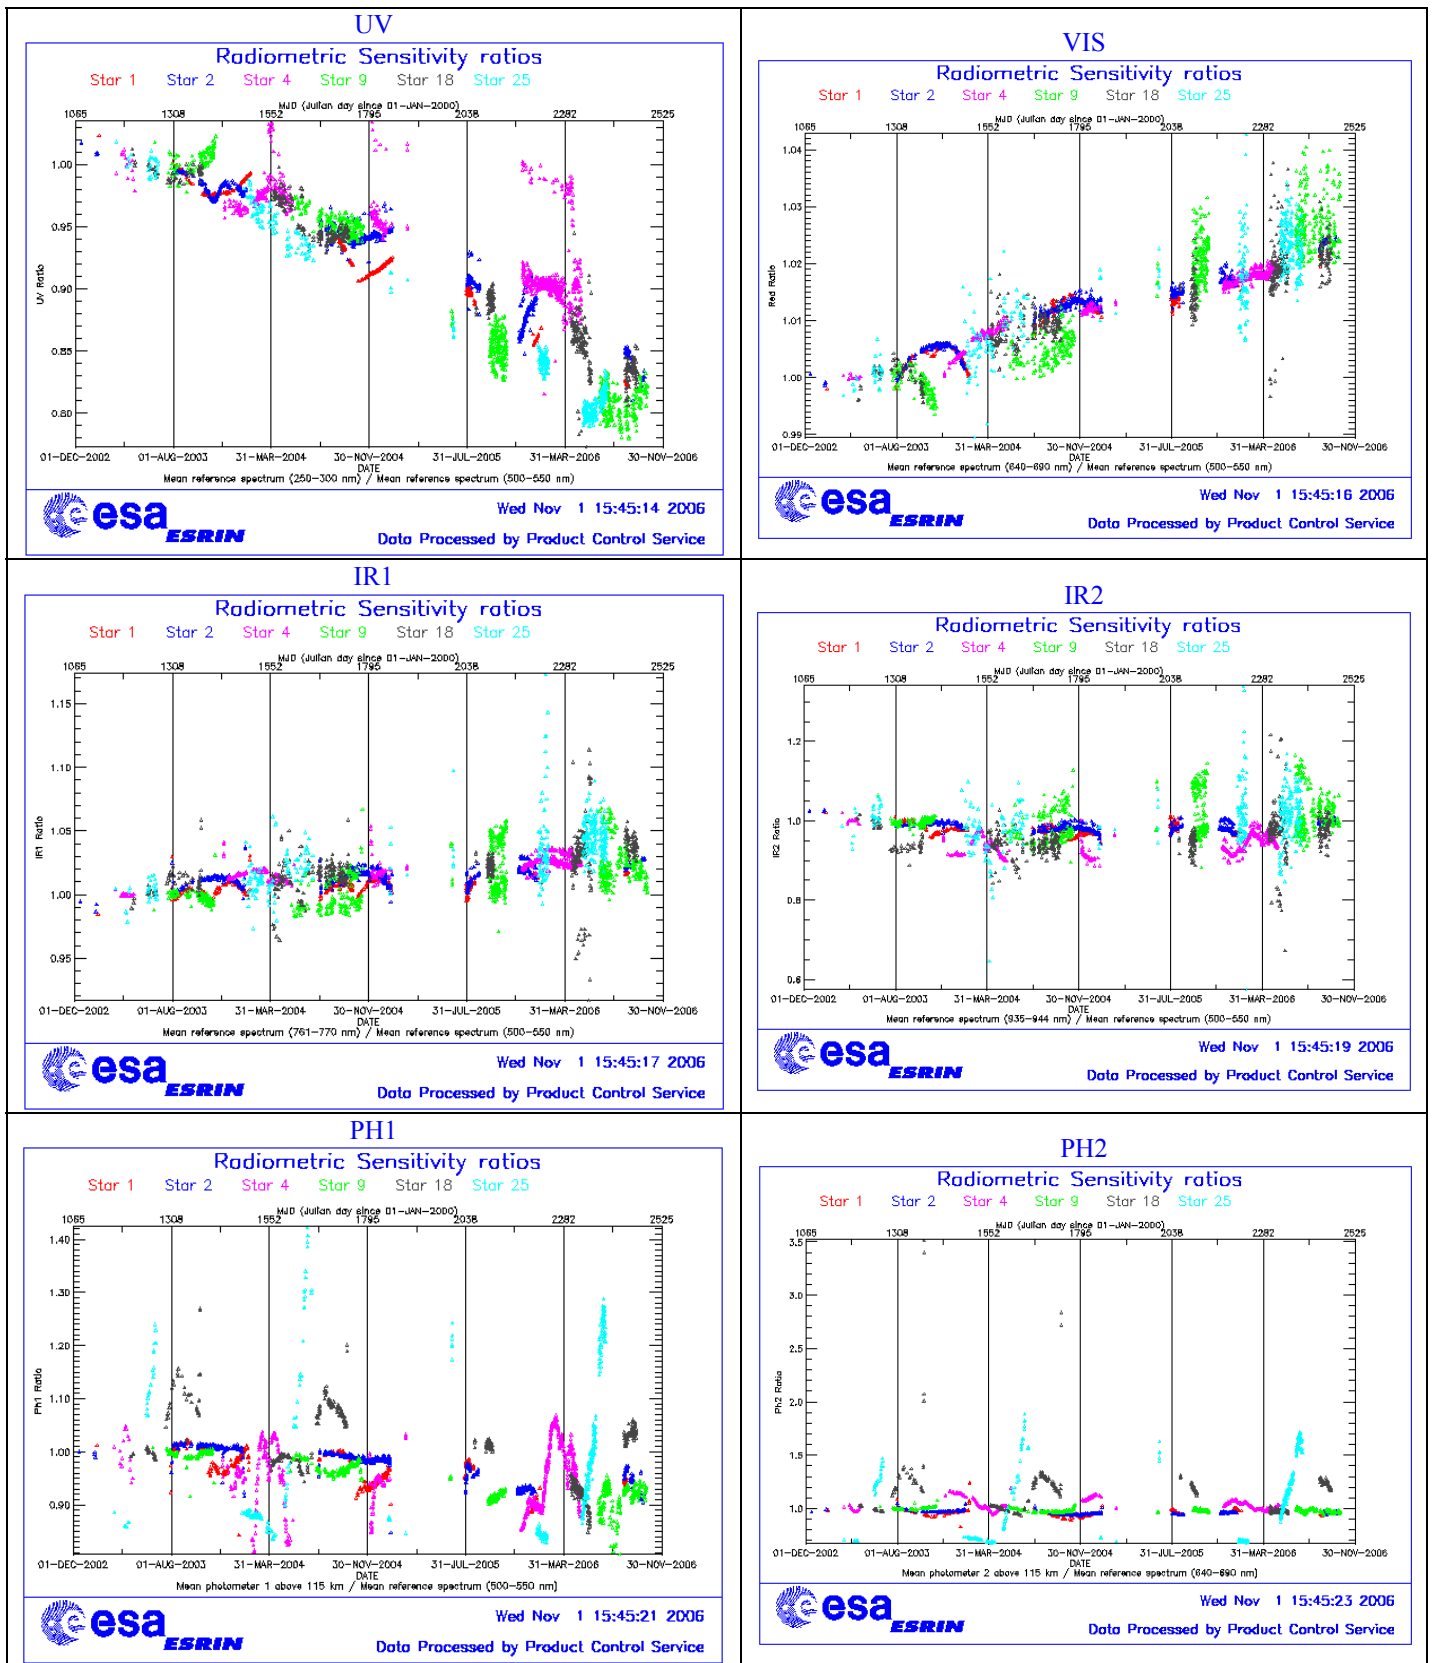 UV
Radiometric Sensitivity ratios
Star 1 Star 2 Star 4 Star 9 Star 18 Star 25
MJD (Julian day since 01-JAN-2000)
1065 1308 1552 1795 2038 2282 2525
1.00
0.95
0.90
0.85
0.80
UV Ratio
01-DEC-2002 01-AUG-2003 31-MAR-2004 30-NOV-2004 31-JUL-2005 31-MAR-2006 30-NOV-2006
DATE
Mean reference spectrum (250-300 nm) / Mean reference spectrum (500-550 nm)
esa
ESRIN
Wed Nov 1 15:45:14 2006
Data Processed by Product Control Service
VIS
Radiometric Sensitivity ratios
Star 1 Star 2 Star 4 Star 9 Star 18 Star 25
MJD (Julian day since 01-JAN-2000)
1065 1308 1552 1795 2038 2282 2525
1.04
1.03
1.02
1.01
1.00
0.99
Red Ratio
01-DEC-2002 01-AUG-2003 31-MAR-2004 30-NOV-2004 31-JUL-2005 31-MAR-2006 30-NOV-2006
DATE
Mean reference spectrum (640-690 nm) / Mean reference spectrum (500-550 nm)
esa
ESRIN
Wed Nov 1 15:45:16 2006
Data Processed by Product Control Service
IR1
Radiometric Sensitivity ratios
Star 1 Star 2 Star 4 Star 9 Star 18 Star 25
MJD (Julian day since 01-JAN-2000)
1065 1308 1552 1795 2038 2282 2525
1.15
1.10
1.05
1.00
0.95
IR1 Ratio
01-DEC-2002 01-AUG-2003 31-MAR-2004 30-NOV-2004 31-JUL-2005 31-MAR-2006 30-NOV-2006
DATE
Mean reference spectrum (761-770 nm) / Mean reference spectrum (500-550 nm)
esa
ESRIN
Wed Nov 1 15:45:17 2006
Data Processed by Product Control Service
IR2
Radiometric Sensitivity ratios
Star 1 Star 2 Star 4 Star 9 Star 18 Star 25
MJD (Julian day since 01-JAN-2000)
1065 1308 1552 1795 2038 2282 2525
1.2
1.0
0.8
0.6
IR2 Ratio
01-DEC-2002 01-AUG-2003 31-MAR-2004 30-NOV-2004 31-JUL-2005 31-MAR-2006 30-NOV-2006
DATE
Mean reference spectrum (935-944 nm) / Mean reference spectrum (500-550 nm)
esa
ESRIN
Wed Nov 1 15:45:19 2006
Data Processed by Product Control Service
PH1
Radiometric Sensitivity ratios
Star 1 Star 2 Star 4 Star 9 Star 18 Star 25
MJD (Julian day since 01-JAN-2000)
1065 1308 1552 1795 2038 2282 2525
1.40
1.30
1.20
1.10
1.00
0.90
Ph1 Ratio
01-DEC-2002 01-AUG-2003 31-MAR-2004 30-NOV-2004 31-JUL-2005 31-MAR-2006 30-NOV-2006
DATE
Mean photometer 1 above 115 km / Mean reference spectrum (500-550 nm)
esa
ESRIN
Wed Nov 1 15:45:21 2006
Data Processed by Product Control Service
PH2
Radiometric Sensitivity ratios
Star 1 Star 2 Star 4 Star 9 Star 18 Star 25
MJD (Julian day since 01-JAN-2000)
1065 1308 1552 1795 2038 2282 2525
3.5
3.0
2.5
2.0
1.5
1.0
Ph2 Ratio
01-DEC-2002 01-AUG-2003 31-MAR-2004 30-NOV-2004 31-JUL-2005 31-MAR-2006 30-NOV-2006
DATE
Mean photometer 2 above 115 km / Mean reference spectrum (640-690 nm)
esa
ESRIN
Wed Nov 1 15:45:23 2006
Data Processed by Product Control Service